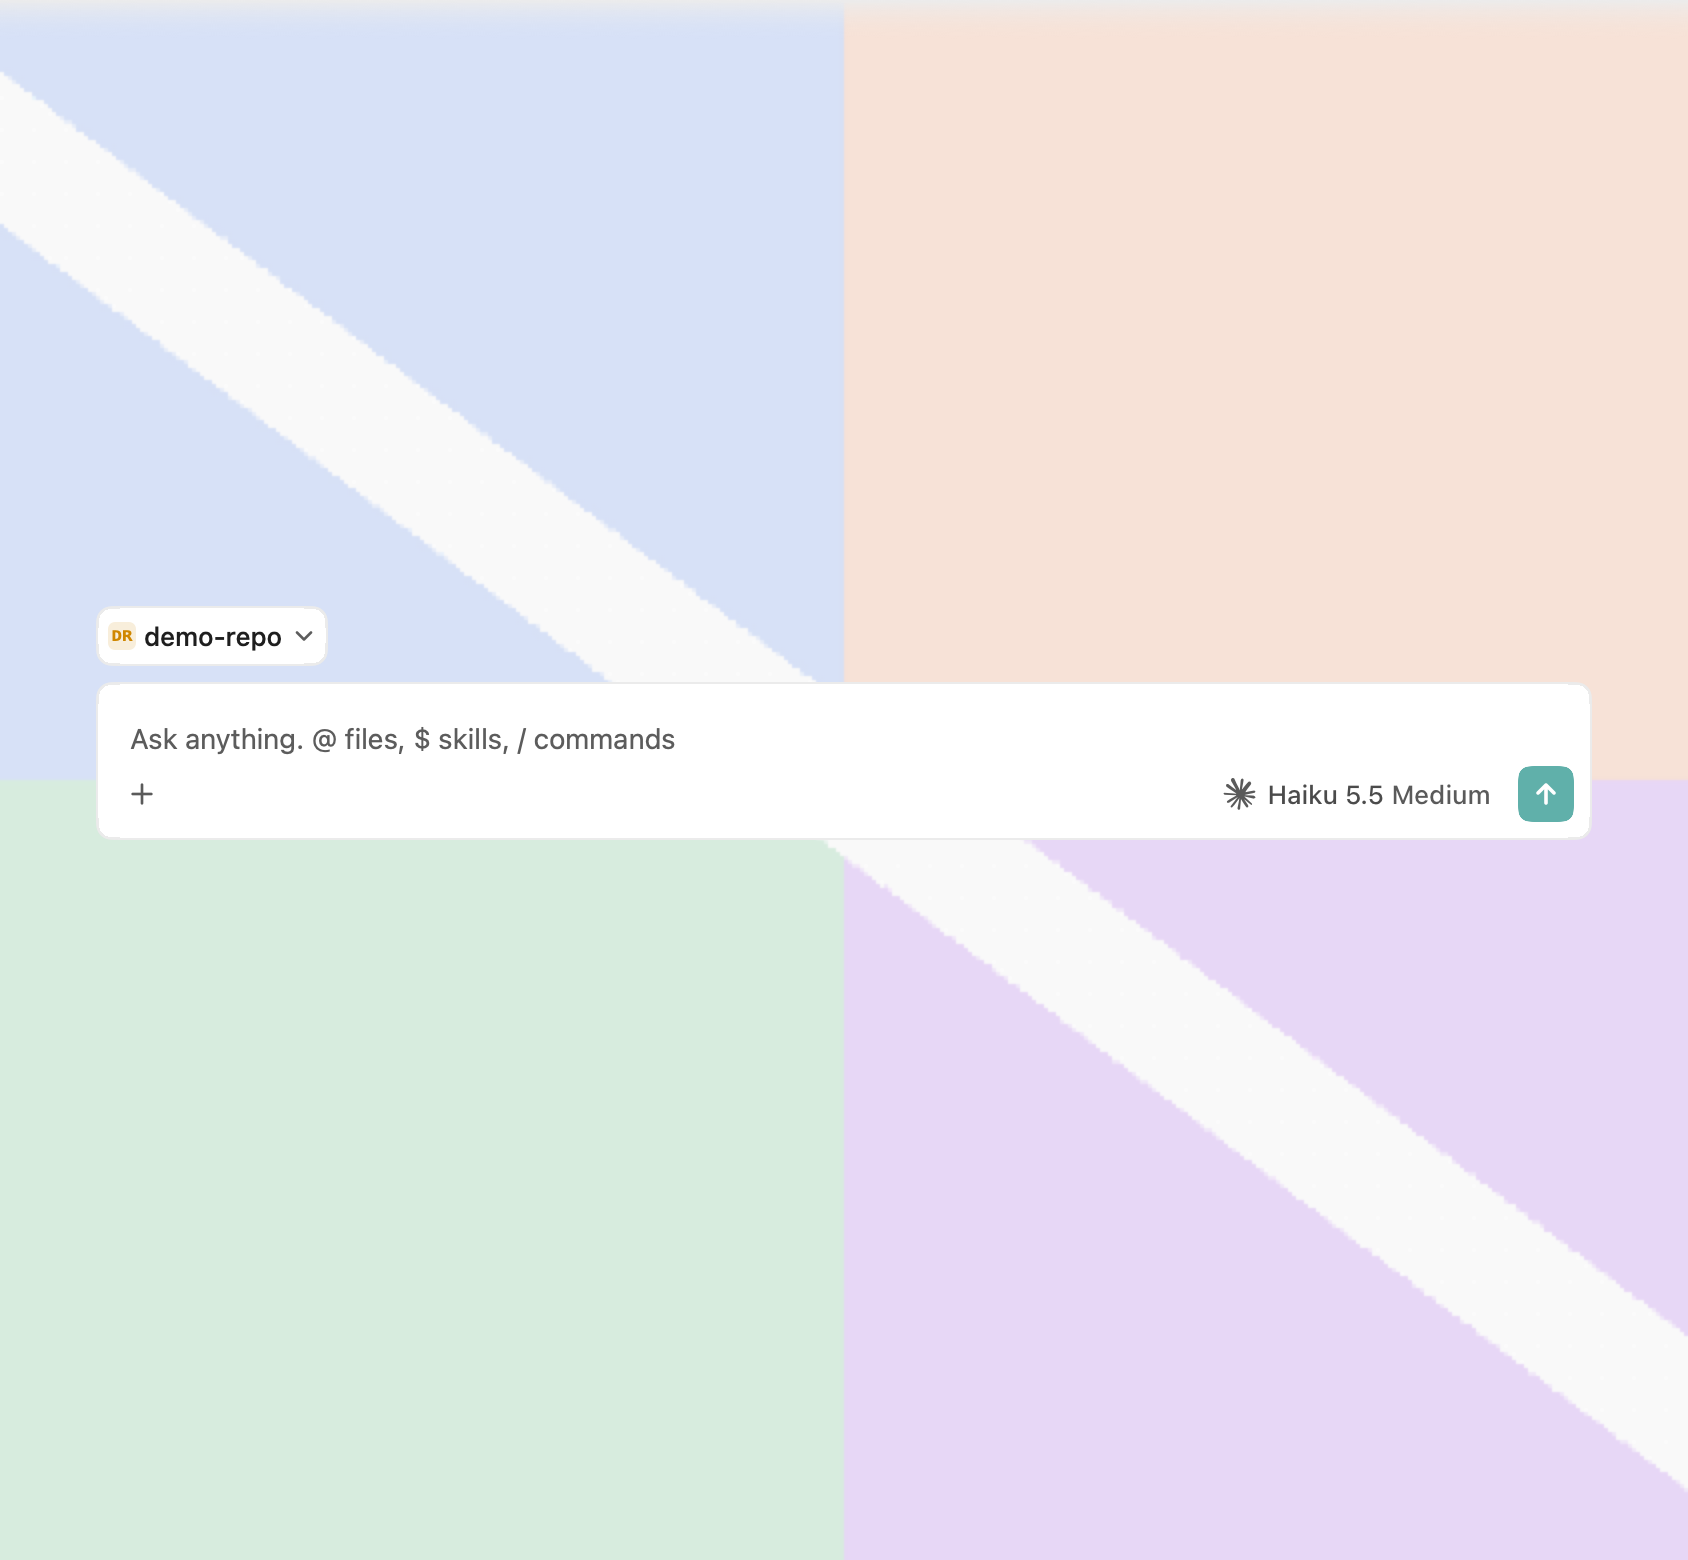 DR demo-repo
Ask anything. @ files, $ skills, / commands
Haiku 5.5 Medium